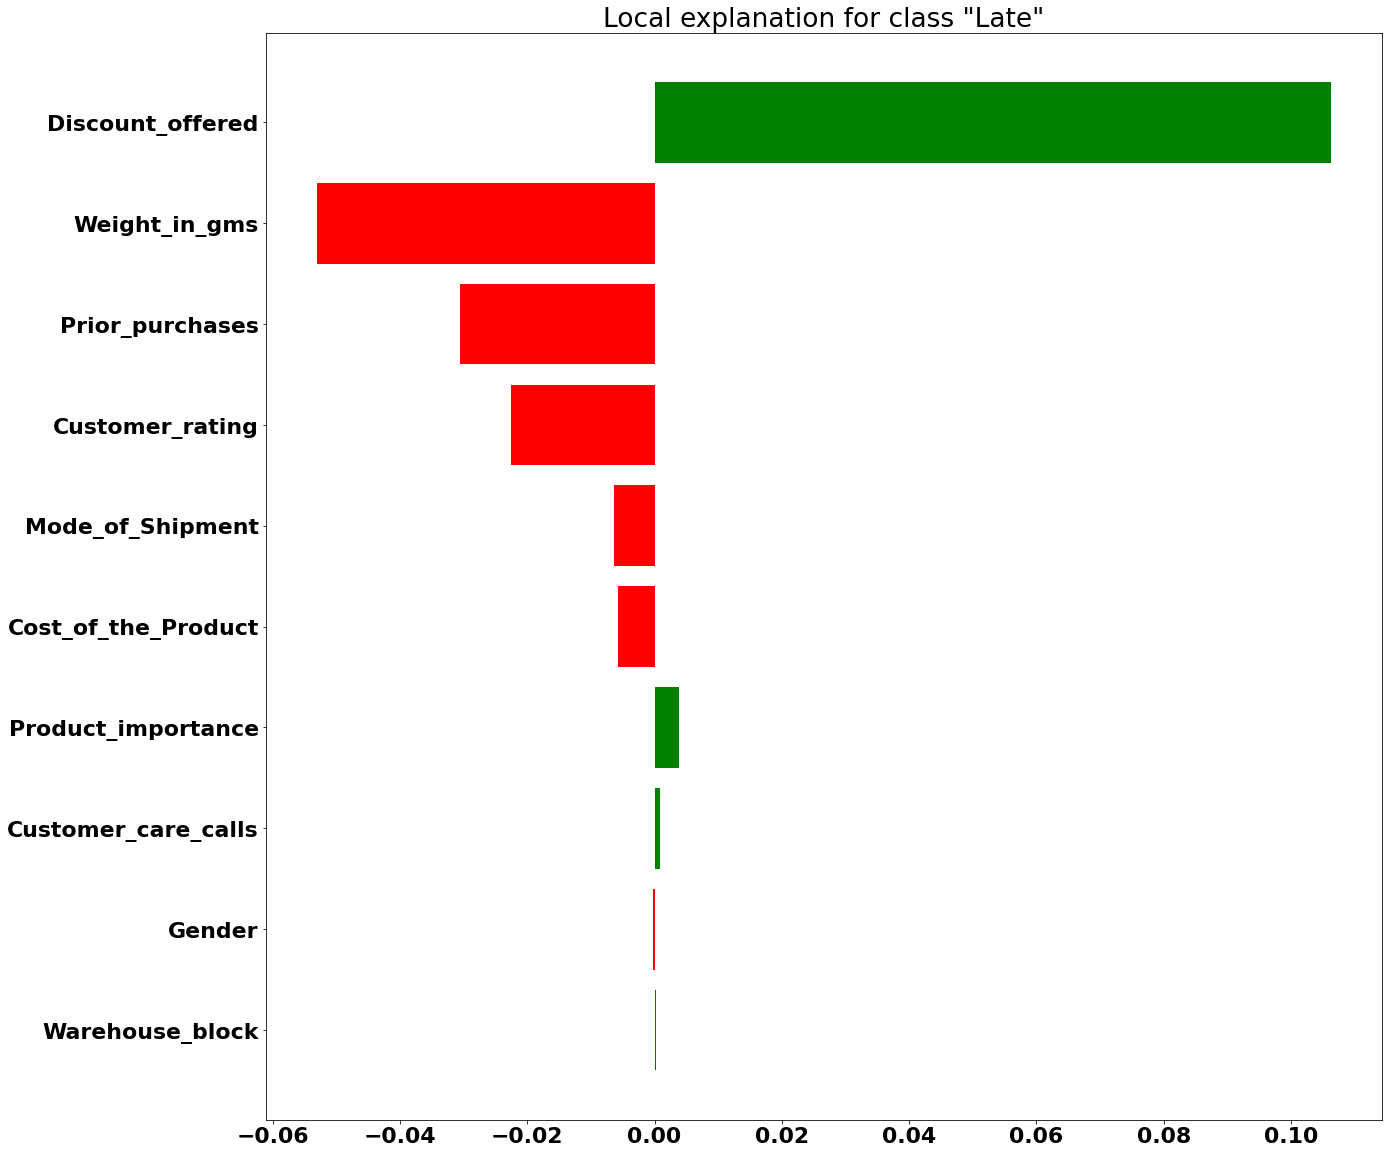 Local explanation for class "Late"
Discount_offered
Weight_in_gms
Prior_purchases
Customer_rating
Mode_of_Shipment
Cost_of_the_Product
Product_importance
Customer_care_calls
Gender
Warehouse_block
−0.06 −0.04 −0.02 0.00 0.02 0.04 0.06 0.08 0.10